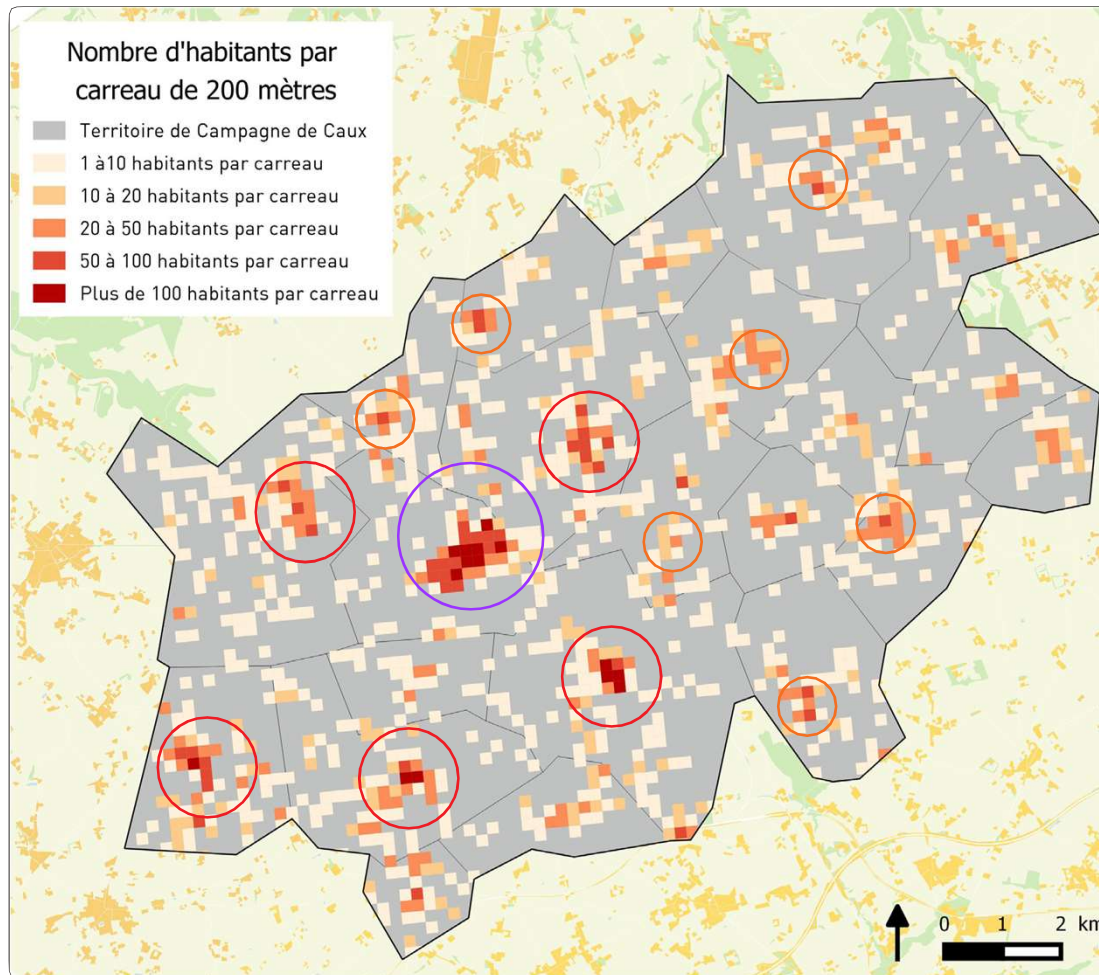 Nombre d'habitants par
carreau de 200 mètres
Territoire de Campagne de Caux
1 à10 habitants par carreau
10 à 20 habitants par carreau
20 à 50 habitants par carreau
50 à 100 habitants par carreau
Plus de 100 habitants par carreau
0 1 2 km